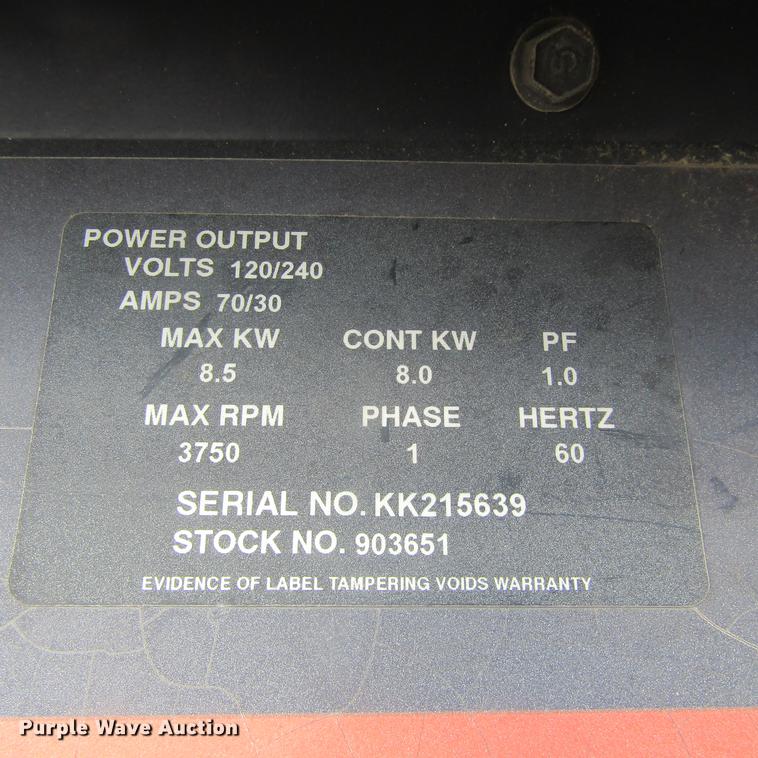 POWER OUTPUT
VOLTS 120/240
AMPS 70/30
MAX KW CONT KW PF
8.5 8.0 1.0
MAX RPM PHASE HERTZ
3750 1 60
SERIAL NO. KK215639
STOCK NO. 903651
EVIDENCE OF LABEL TAMPERING VOIDS WARRANTY
Purple Wave Auction